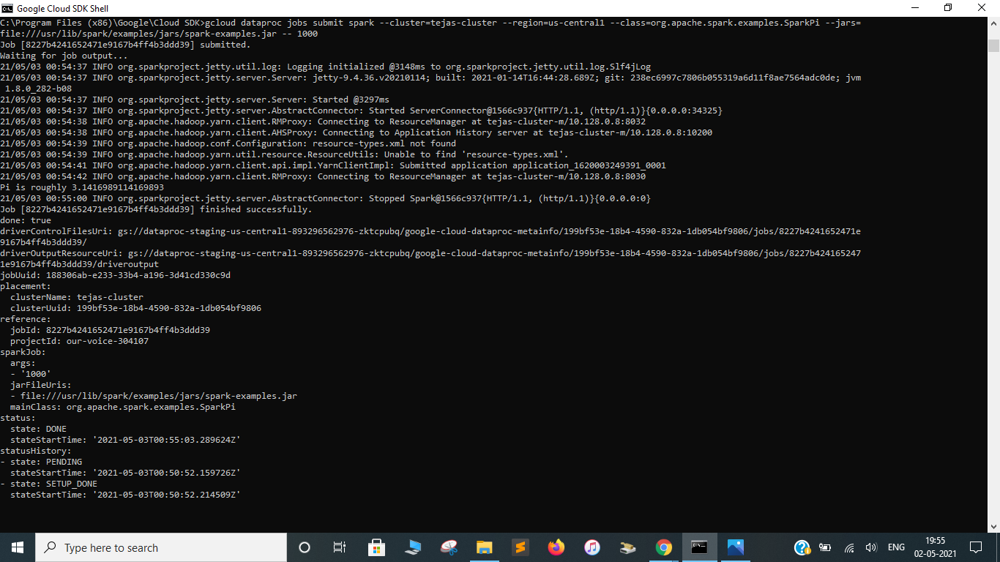 Google Cloud SDK Shell
C:\Program Files (x86)\Google\Cloud SDK>gcloud dataproc jobs submit spark --cluster=tejas-cluster --region=us-central1 --class=org.apache.spark.examples.SparkPi --jars=
file:///usr/lib/spark/examples/jars/spark-examples.jar -- 1000
Job [8227b4241652471e9167b4ff4b3ddd39] submitted.
Waiting for job output...
21/05/03 00:54:37 INFO org.sparkproject.jetty.util.log: Logging initialized @3148ms to org.sparkproject.jetty.util.log.Slf4jLog
21/05/03 00:54:37 INFO org.sparkproject.jetty.server.Server: jetty-9.4.36.v20210114; built: 2021-01-14T16:44:28.689Z; git: 238ec6997c7806b055319a6d11f8ae7564adc0de; jvm
1.8.0_282-b08
21/05/03 00:54:37 INFO org.sparkproject.jetty.server.Server: Started @3297ms
21/05/03 00:54:37 INFO org.sparkproject.jetty.server.AbstractConnector: Started ServerConnector@1566c937{HTTP/1.1, (http/1.1)}{0.0.0.0:34325}
21/05/03 00:54:38 INFO org.apache.hadoop.yarn.client.RMProxy: Connecting to ResourceManager at tejas-cluster-m/10.128.0.8:8032
21/05/03 00:54:38 INFO org.apache.hadoop.yarn.client.AHSProxy: Connecting to Application History server at tejas-cluster-m/10.128.0.8:10200
21/05/03 00:54:39 INFO org.apache.hadoop.conf.Configuration: resource-types.xml not found
21/05/03 00:54:39 INFO org.apache.hadoop.yarn.util.resource.ResourceUtils: Unable to find 'resource-types.xml'.
21/05/03 00:54:41 INFO org.apache.hadoop.yarn.client.api.impl.YarnClientImpl: Submitted application application_1620003249391_0001
21/05/03 00:54:42 INFO org.apache.hadoop.yarn.client.RMProxy: Connecting to ResourceManager at tejas-cluster-m/10.128.0.8:8030
Pi is roughly 3.1416989114169893
21/05/03 00:55:00 INFO org.sparkproject.jetty.server.AbstractConnector: Stopped Spark@1566c937{HTTP/1.1, (http/1.1)}{0.0.0.0:0}
Job [8227b4241652471e9167b4ff4b3ddd39] finished successfully.
done: true
driverControlFilesUri: gs://dataproc-staging-us-central1-893296562976-zktcpubq/google-cloud-dataproc-metainfo/199bf53e-18b4-4590-832a-1db054bf9806/jobs/8227b4241652471e
9167b4ff4b3ddd39/
driverOutputResourceUri: gs://dataproc-staging-us-central1-893296562976-zktcpubq/google-cloud-dataproc-metainfo/199bf53e-18b4-4590-832a-1db054bf9806/jobs/8227b424165247
1e9167b4ff4b3ddd39/driveroutput
jobUuid: 188306ab-e233-33b4-a196-3d41cd330c9d
placement:
clusterName: tejas-cluster
clusterUuid: 199bf53e-18b4-4590-832a-1db054bf9806
reference:
jobId: 8227b4241652471e9167b4ff4b3ddd39
projectId: our-voice-304107
sparkJob:
args:
- '1000'
jarFileUris:
- file:///usr/lib/spark/examples/jars/spark-examples.jar
mainClass: org.apache.spark.examples.SparkPi
status:
state: DONE
stateStartTime: '2021-05-03T00:55:03.289624Z'
statusHistory:
- state: PENDING
stateStartTime: '2021-05-03T00:50:52.159726Z'
- state: SETUP_DONE
stateStartTime: '2021-05-03T00:50:52.214509Z'
Type here to search
ENG
19:55
02-05-2021